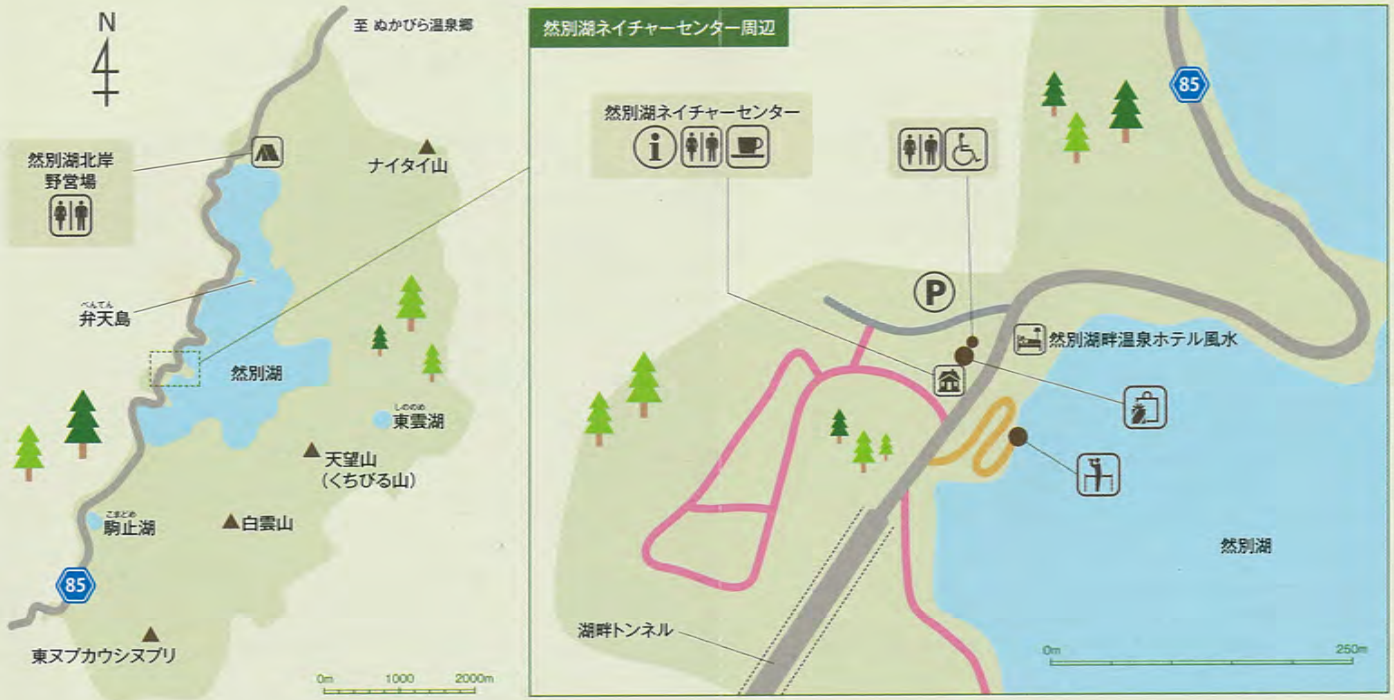 N
至 ぬかびら温泉郷
然別湖北岸
野営場
ナイタイ山
べんてん
弁天島
然別湖
しののめ
東雲湖
天望山
(くちびる山)
こまどめ
駒止湖
白雲山
85
東ヌプカウシヌプリ
0m 1000 2000m
然別湖ネイチャーセンター周辺
85
然別湖ネイチャーセンター
i
P
然別湖畔温泉ホテル風水
然別湖
湖畔トンネル
0m 250m